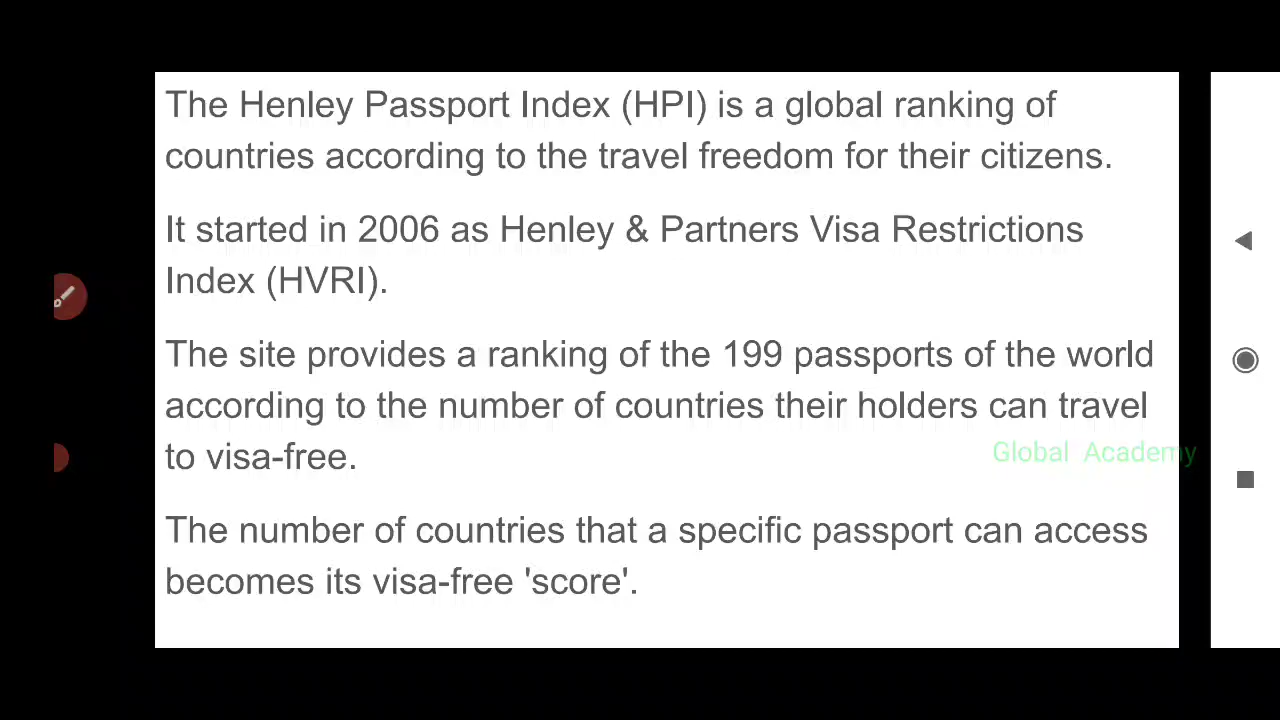 The Henley Passport Index (HPI) is a global ranking of
countries according to the travel freedom for their citizens.
It started in 2006 as Henley & Partners Visa Restrictions
Index (HVRI).
The site provides a ranking of the 199 passports of the world
according to the number of countries their holders can travel
to visa-free.
Global Academy
The number of countries that a specific passport can access
becomes its visa-free 'score'.